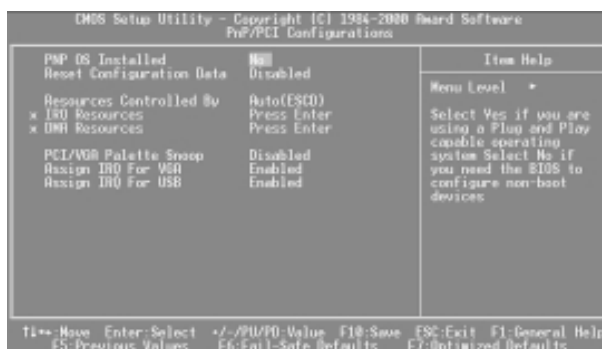 CMOS Setup Utility - Copyright (C) 1984-2000 Award Software
PnP/PCI Configurations
PNP OS Installed No
Reset Configuration Data Disabled
Resources Controlled By Auto(ESCD)
x IRQ Resources Press Enter
x DMA Resources Press Enter
PCI/VGA Palette Snoop Disabled
Assign IRQ For VGA Enabled
Assign IRQ For USB Enabled
Item Help
Menu Level ►
Select Yes if you are
using a Plug and Play
capable operating
system Select No if
you need the BIOS to
configure non-boot
devices
↑↓→←:Move Enter:Select +/-/PU/PD:Value F10:Save ESC:Exit F1:General Help
F5:Previous Values F6:Fail-Safe Defaults F7:Optimized Defaults